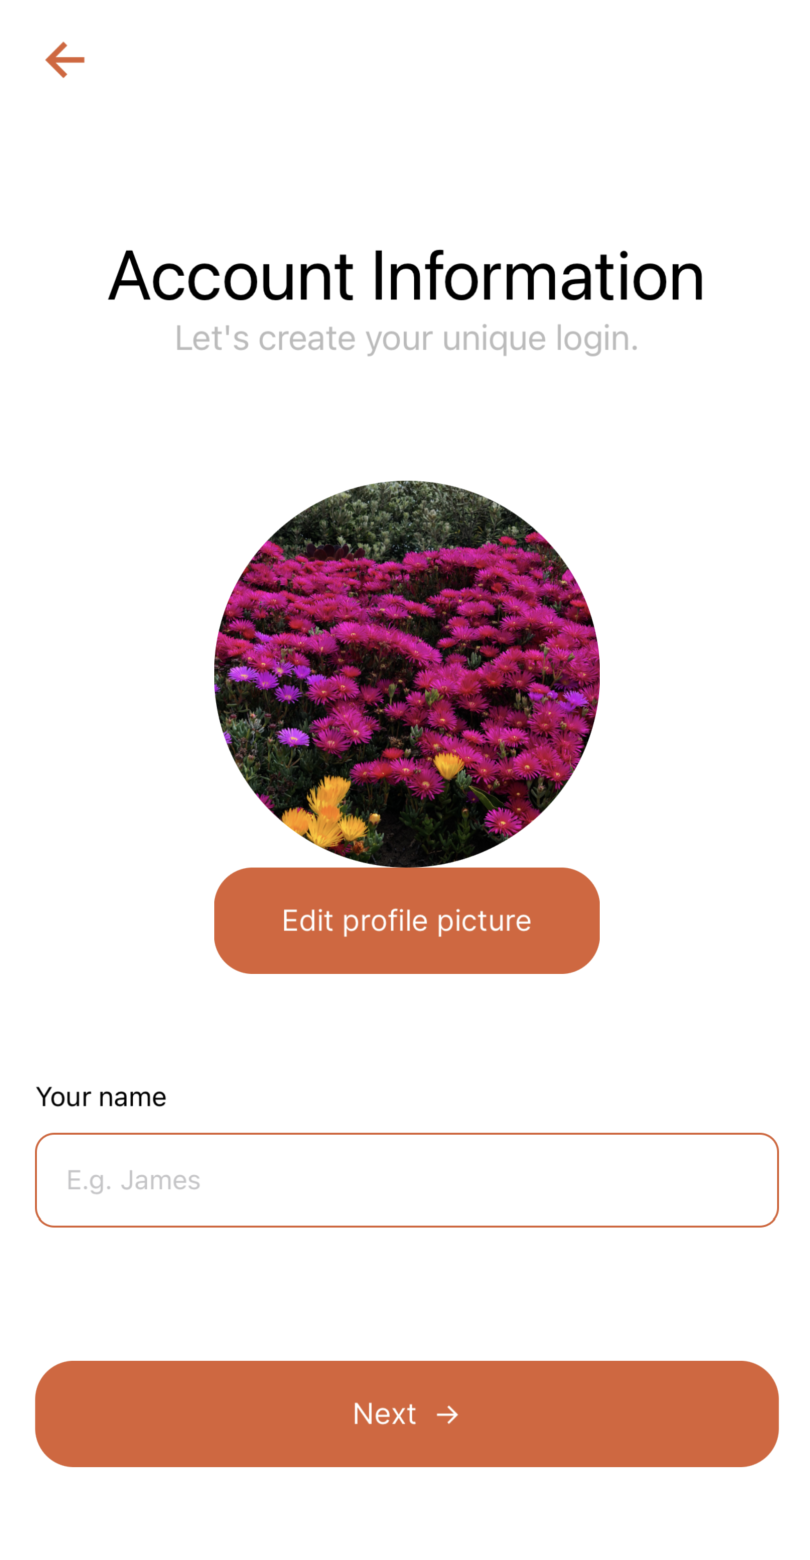 Account Information
Let's create your unique login.
Edit profile picture
Your name
E.g. James
Next →